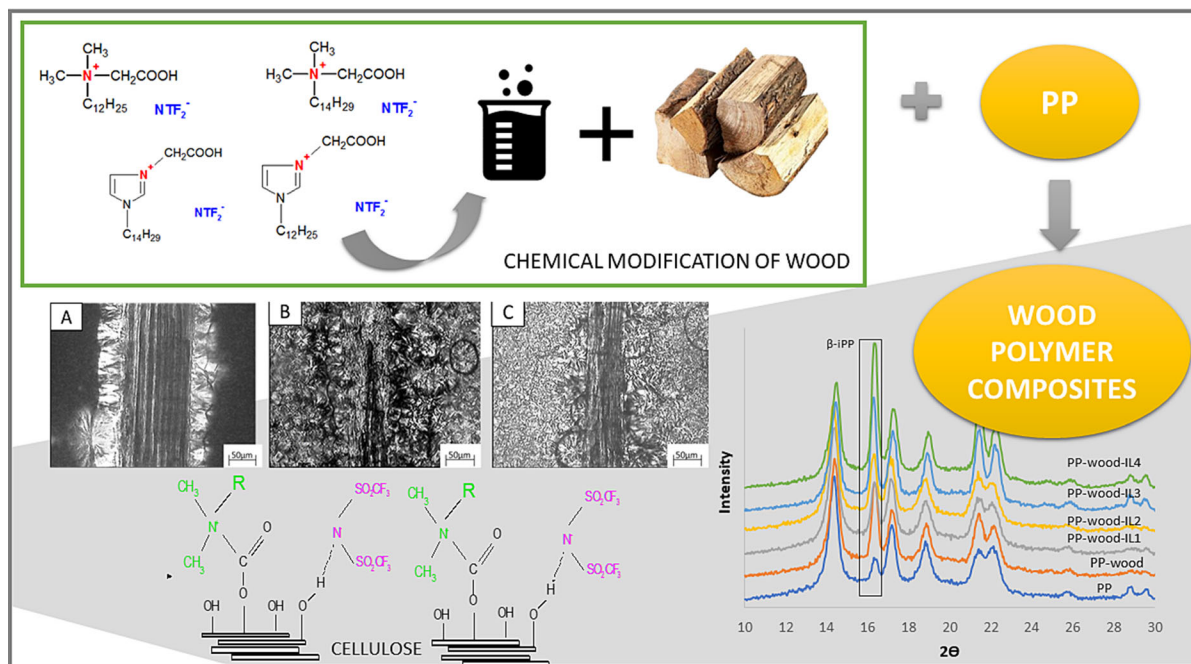 CH₃
H₃C
N⁺
CH₂COOH
C₁₂H₂₅
NTF₂⁻
CH₃
H₃C
N⁺
CH₂COOH
C₁₄H₂₉
NTF₂⁻
CH₂COOH
N⁺
N
C₁₄H₂₉
NTF₂⁻
CH₂COOH
N⁺
N
C₁₂H₂₅
NTF₂⁻
CHEMICAL MODIFICATION OF WOOD
PP
WOOD
POLYMER
COMPOSITES
A
50µm
B
50µm
C
50µm
CH₃
R
N⁺
CH₃
C
O
O
OH
OH
O
H
N⁻
SO₂CF₃
SO₂CF₃
CH₃
R
N⁺
CH₃
C
O
O
OH
OH
O
H
N⁻
SO₂CF₃
SO₂CF₃
CELLULOSE
β-iPP
Intensity
PP-wood-IL4
PP-wood-IL3
PP-wood-IL2
PP-wood-IL1
PP-wood
PP
10 12 14 16 18 20 22 24 26 28 30
2Θ